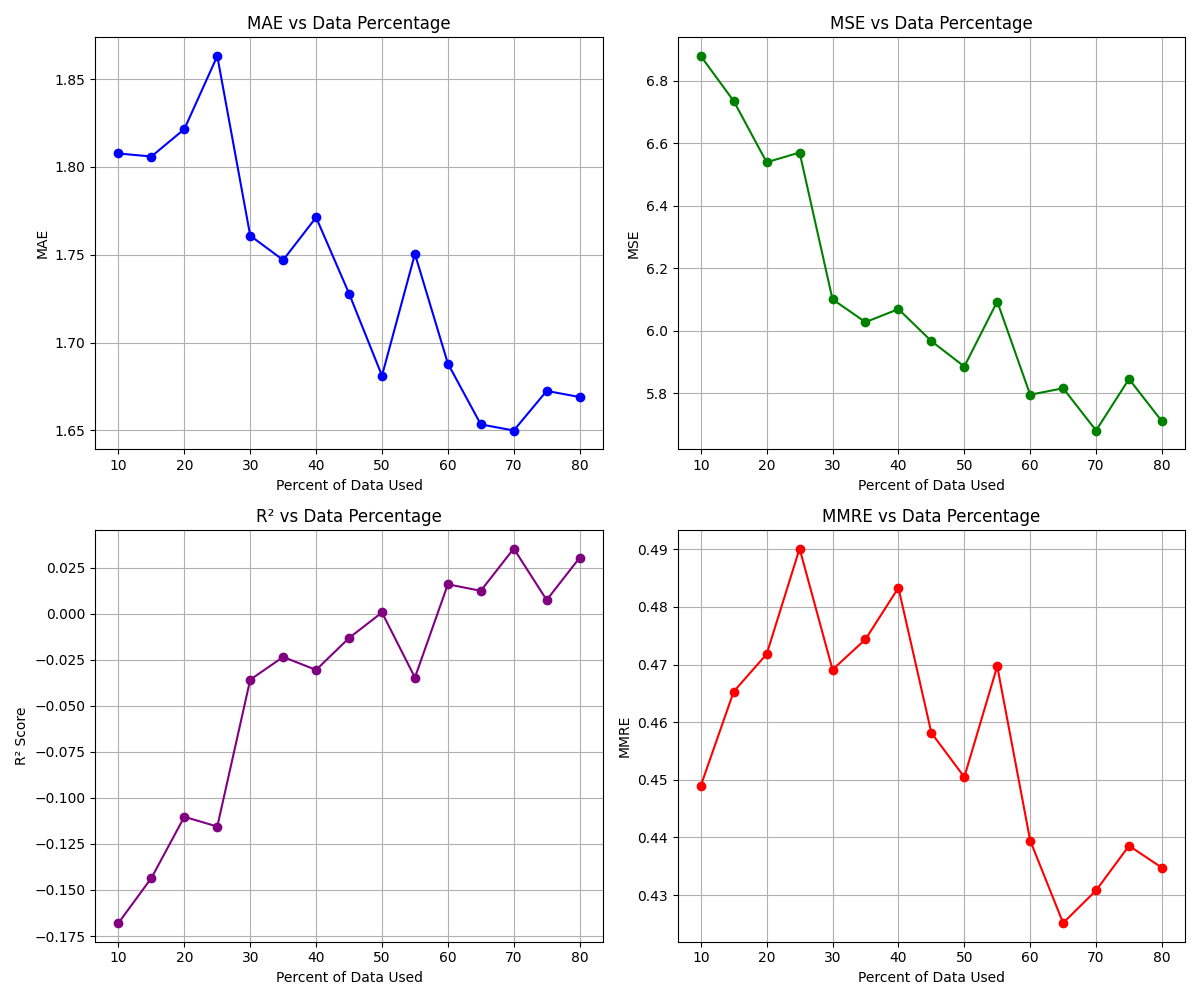 MAE vs Data Percentage
MAE
1.85
1.80
1.75
1.70
1.65
10 20 30 40 50 60 70 80
Percent of Data Used
MSE vs Data Percentage
MSE
6.8
6.6
6.4
6.2
6.0
5.8
10 20 30 40 50 60 70 80
Percent of Data Used
R² vs Data Percentage
R² Score
0.025
0.000
−0.025
−0.050
−0.075
−0.100
−0.125
−0.150
−0.175
10 20 30 40 50 60 70 80
Percent of Data Used
MMRE vs Data Percentage
MMRE
0.49
0.48
0.47
0.46
0.45
0.44
0.43
10 20 30 40 50 60 70 80
Percent of Data Used